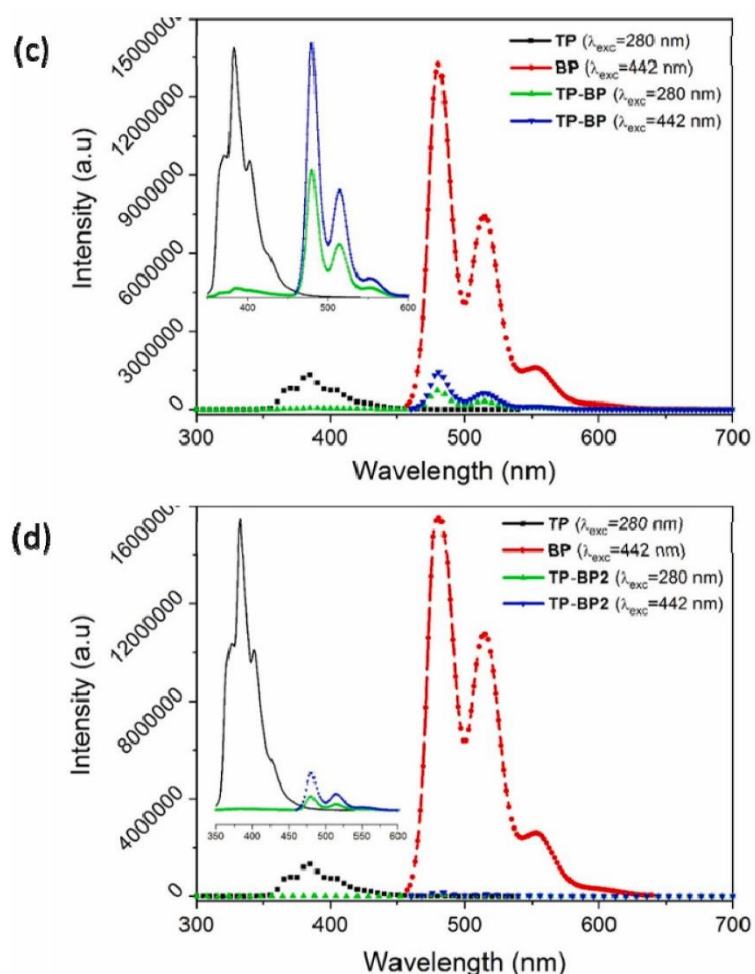 (c)
Intensity (a.u)
15000000
12000000
9000000
6000000
3000000
0
TP (λexc=280 nm)
BP (λexc=442 nm)
TP-BP (λexc=280 nm)
TP-BP (λexc=442 nm)
400 500 600
300 400 500 600 700
Wavelength (nm)
(d)
Intensity (a.u)
12000000
8000000
4000000
0
TP (λexc=280 nm)
BP (λexc=442 nm)
TP-BP2 (λexc=280 nm)
TP-BP2 (λexc=442 nm)
350 400 450 500 550 600
300 400 500 600 700
Wavelength (nm)